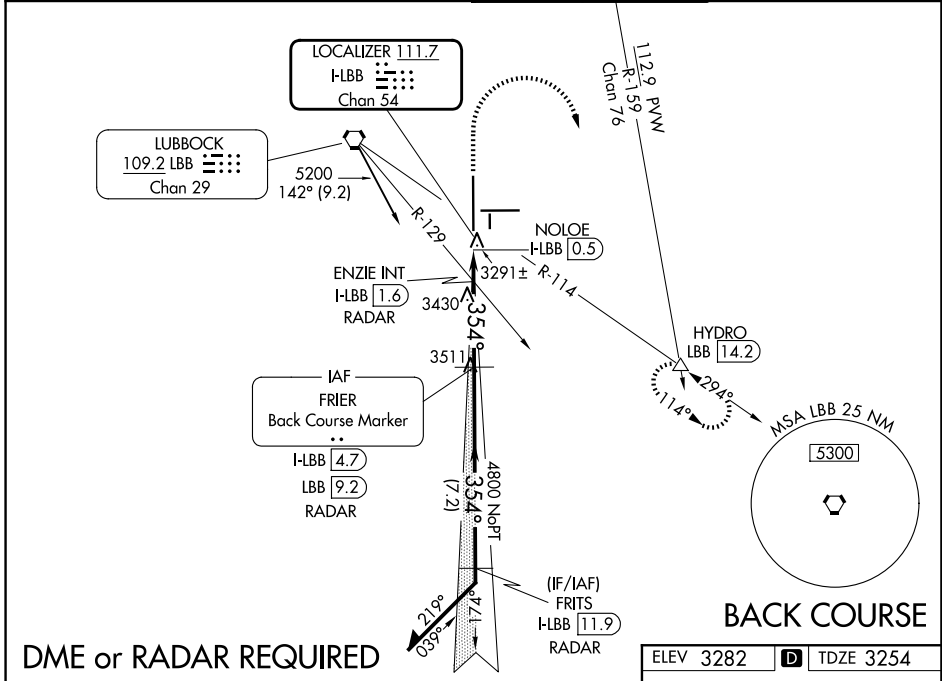 LOCALIZER 111.7
I-LBB
Chan 54
112.9 PVW
R-159
Chan 76
LUBBOCK
109.2 LBB
Chan 29
5200
142° (9.2)
R-129
NOLOE
I-LBB 0.5
3291±
R-114
ENZIE INT
I-LBB 1.6
RADAR
3430
354°
HYDRO
LBB 14.2
294°
114°
3511
IAF
FRIER
Back Course Marker
I-LBB 4.7
LBB 9.2
RADAR
4800 NoPT
354°
(7.2)
MSA LBB 25 NM
5300
(IF/IAF)
FRITS
I-LBB 11.9
RADAR
219°
039°
174°
BACK COURSE
DME or RADAR REQUIRED
ELEV 3282 D TDZE 3254